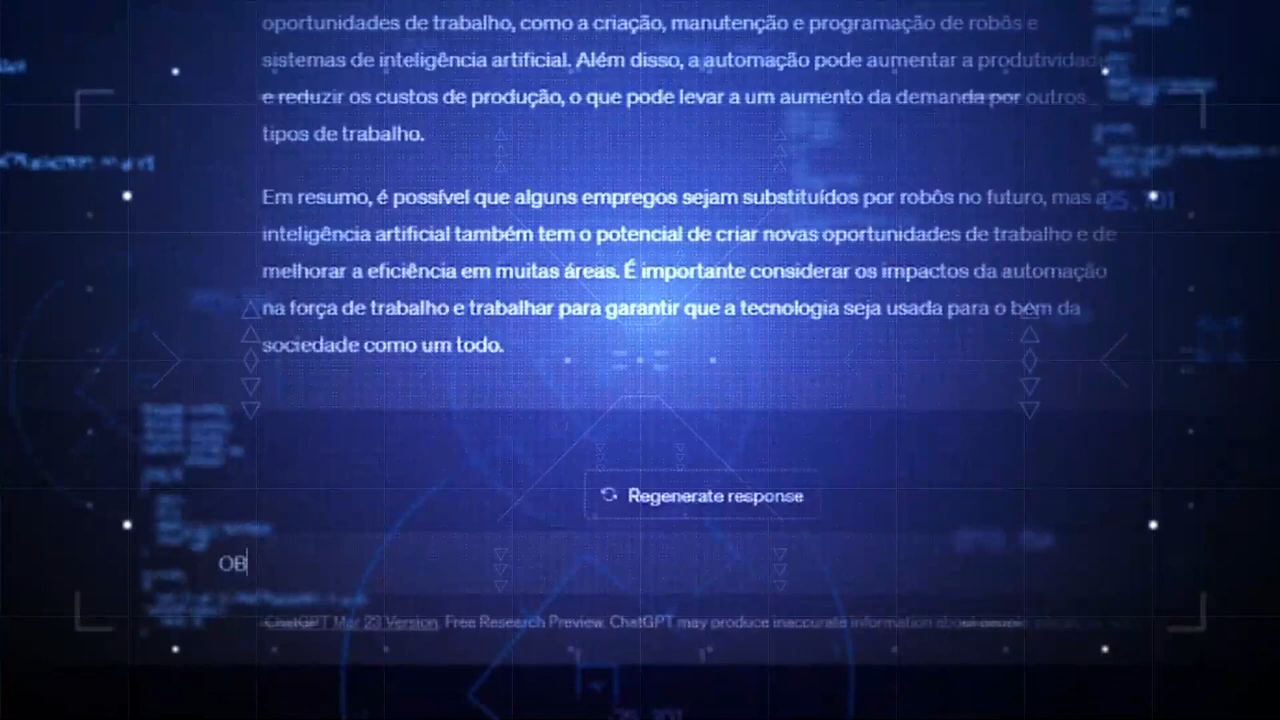 oportunidades de trabalho, como a criação, manutenção e programação de robôs e
sistemas de inteligência artificial. Além disso, a automação pode aumentar a produtividade
e reduzir os custos de produção, o que pode levar a um aumento da demanda por outros
tipos de trabalho.
Em resumo, é possível que alguns empregos sejam substituídos por robôs no futuro, mas a
inteligência artificial também tem o potencial de criar novas oportunidades de trabalho e de
melhorar a eficiência em muitas áreas. É importante considerar os impactos da automação
na força de trabalho e trabalhar para garantir que a tecnologia seja usada para o bem da
sociedade como um todo.
Regenerate response
OB
ChatGPT Mar 23 Version. Free Research Preview. ChatGPT may produce inaccurate information about people,